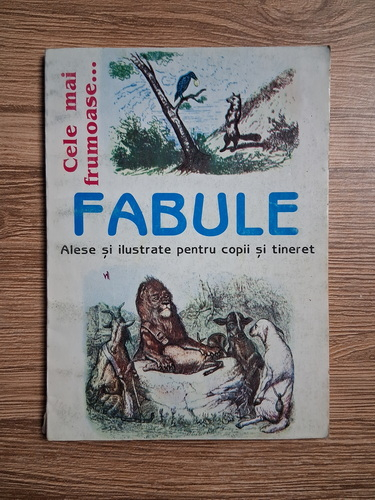 Cele mai
frumoase...
FABULE
Alese și ilustrate pentru copii și tineret